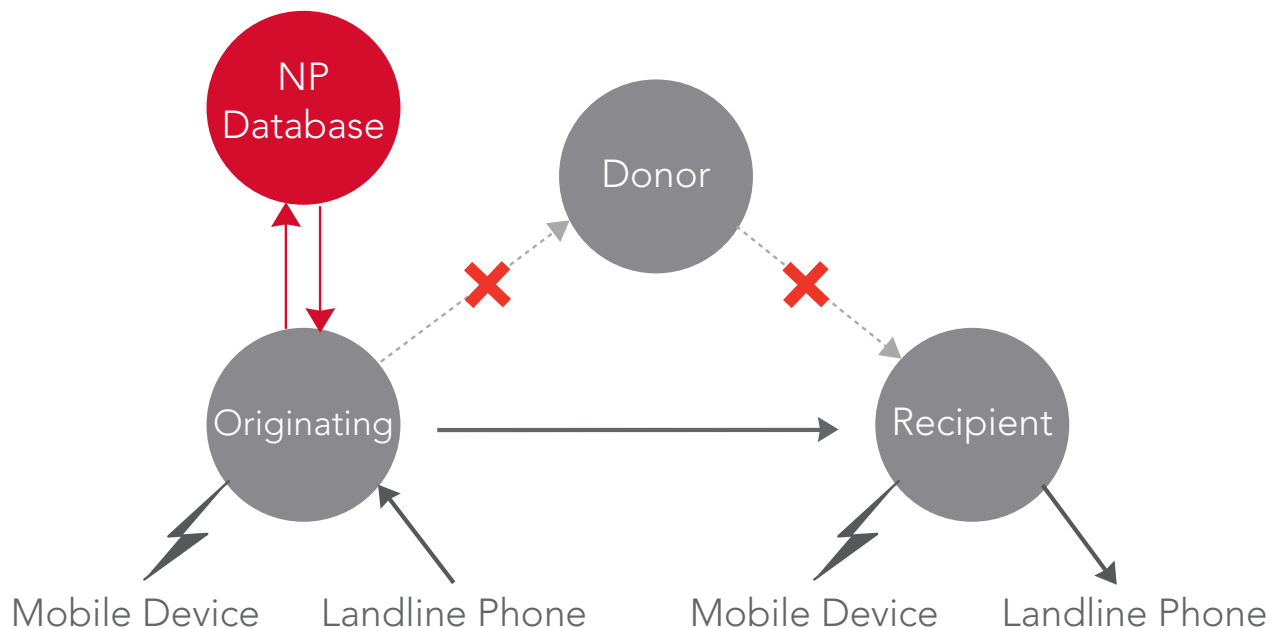 NP
Database
Donor
Originating
Recipient
Mobile Device
Landline Phone
Mobile Device
Landline Phone